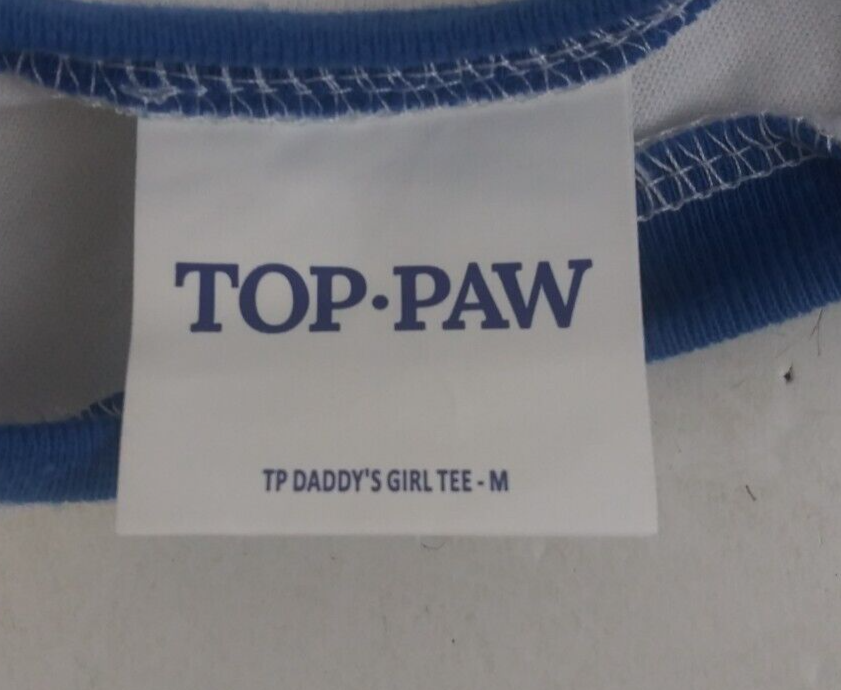 TOP•PAW
TP DADDY'S GIRL TEE - M